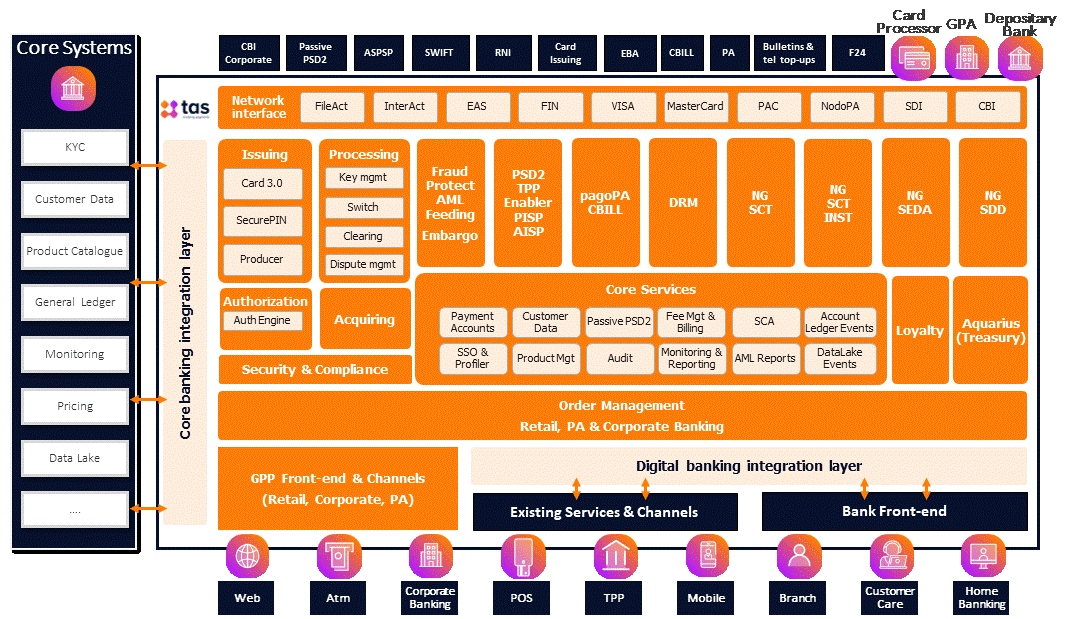 Core Systems
KYC
Customer Data
Product Catalogue
General Ledger
Monitoring
Pricing
Data Lake
....
CBI
Corporate
Passive
PSD2
ASPSP
SWIFT
RNI
Card
Issuing
EBA
CBILL
PA
Bulletins &
tel top-ups
F24
Card
Processor
GPA
Depositary
Bank
tas
Network
interface
FileAct
InterAct
EAS
FIN
VISA
MasterCard
PAC
NodoPA
SDI
CBI
Core banking integration layer
Issuing
Card 3.0
SecurePIN
Producer
Processing
Key mgmt
Switch
Clearing
Dispute mgmt
Fraud
Protect
AML
Feeding
Embargo
PSD2
TPP
Enabler
PISP
AISP
pagoPA
CBILL
DRM
NG
SCT
NG
SCT
INST
NG
SEDA
NG
SDD
Authorization
Auth Engine
Acquiring
Security & Compliance
Core Services
Payment
Accounts
Customer
Data
Passive PSD2
Fee Mgt &
Billing
SCA
Account
Ledger Events
SSO &
Profiler
Product Mgt
Audit
Monitoring &
Reporting
AML Reports
DataLake
Events
Loyalty
Aquarius
(Treasury)
Order Management
Retail, PA & Corporate Banking
GPP Front-end & Channels
(Retail, Corporate, PA)
Digital banking integration layer
Existing Services & Channels
Bank Front-end
Web
Atm
Corporate
Banking
POS
TPP
Mobile
Branch
Customer
Care
Home
Bannking